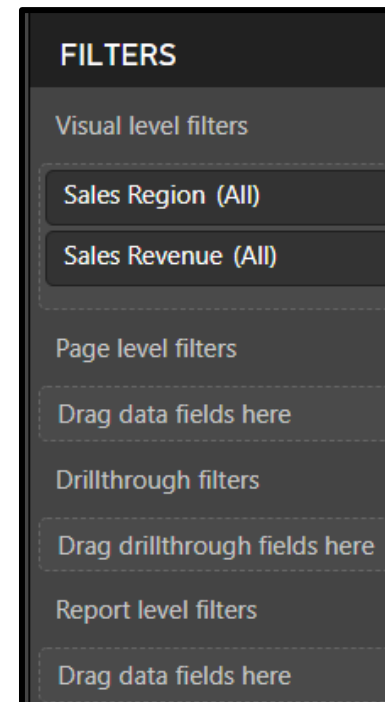 FILTERS
Visual level filters
Sales Region (All)
Sales Revenue (All)
Page level filters
Drag data fields here
Drillthrough filters
Drag drillthrough fields here
Report level filters
Drag data fields here